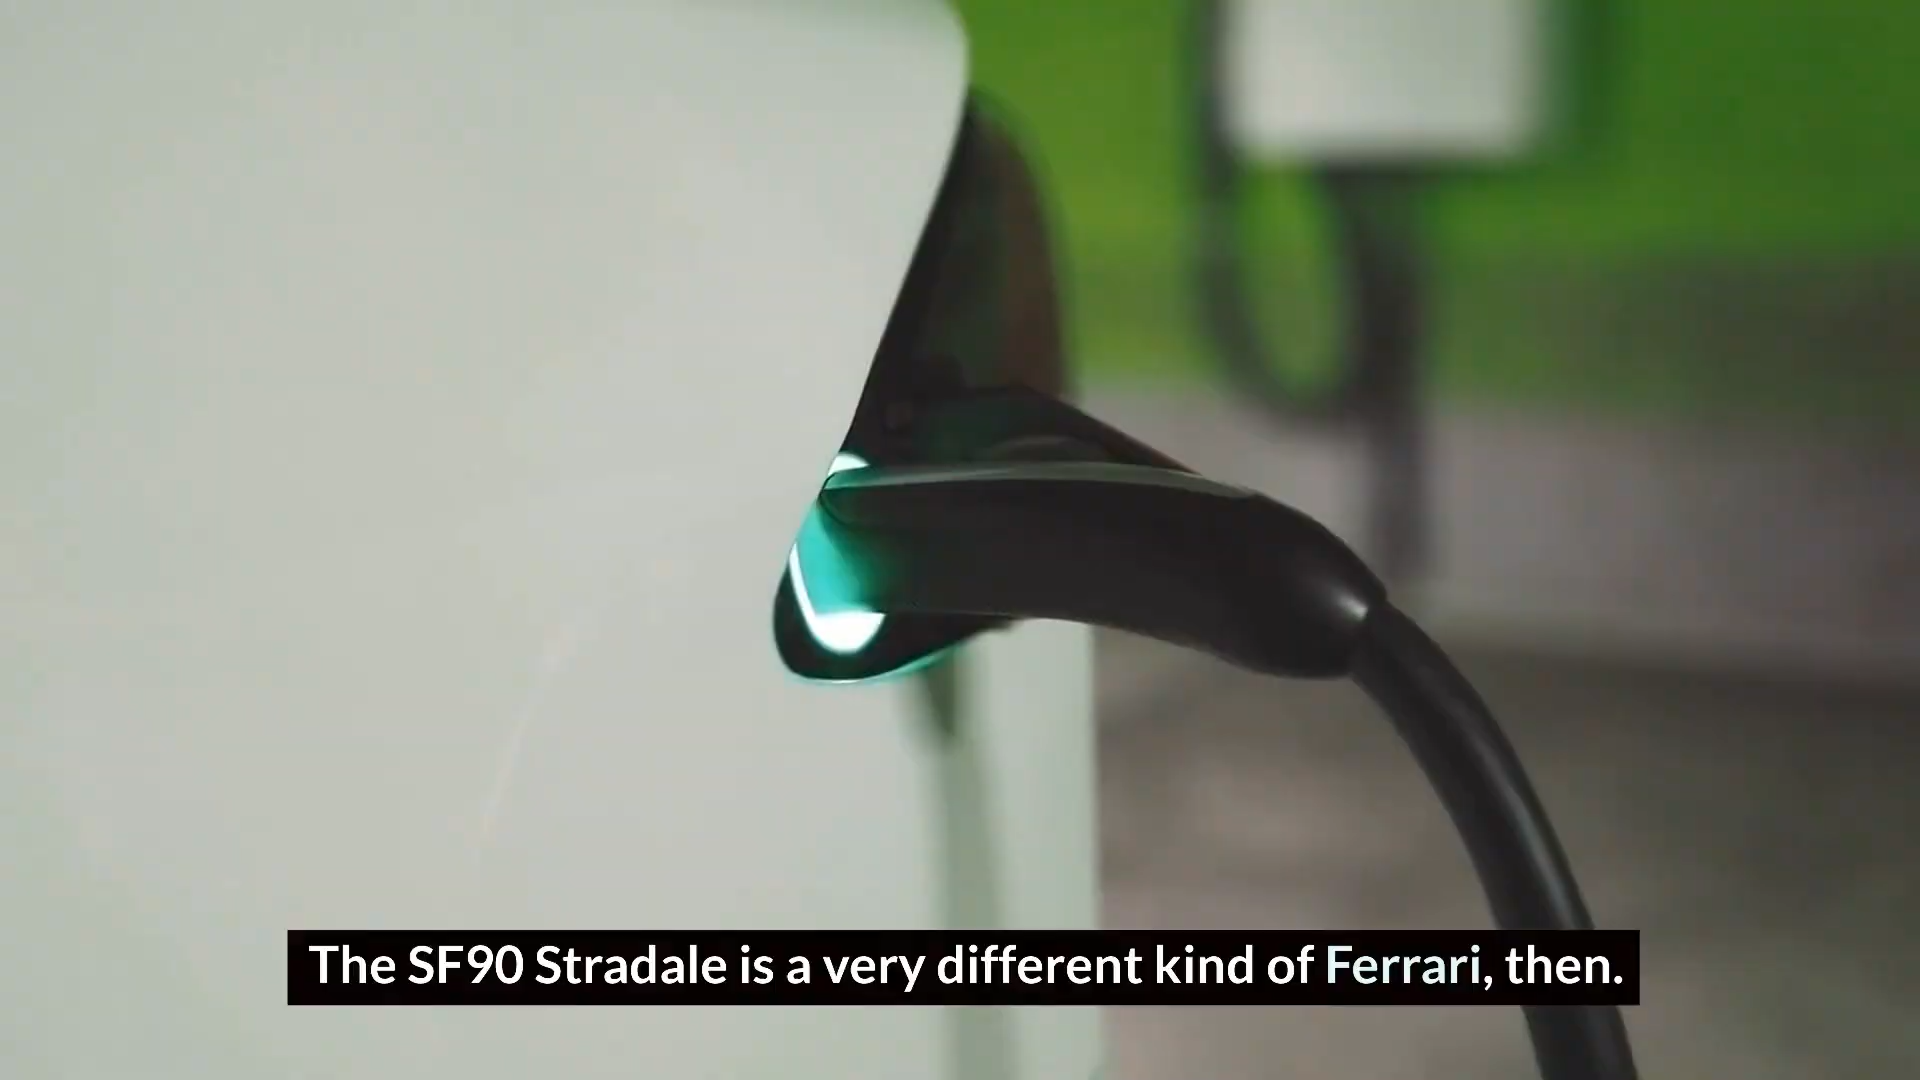 The SF90 Stradale is a very different kind of Ferrari, then.